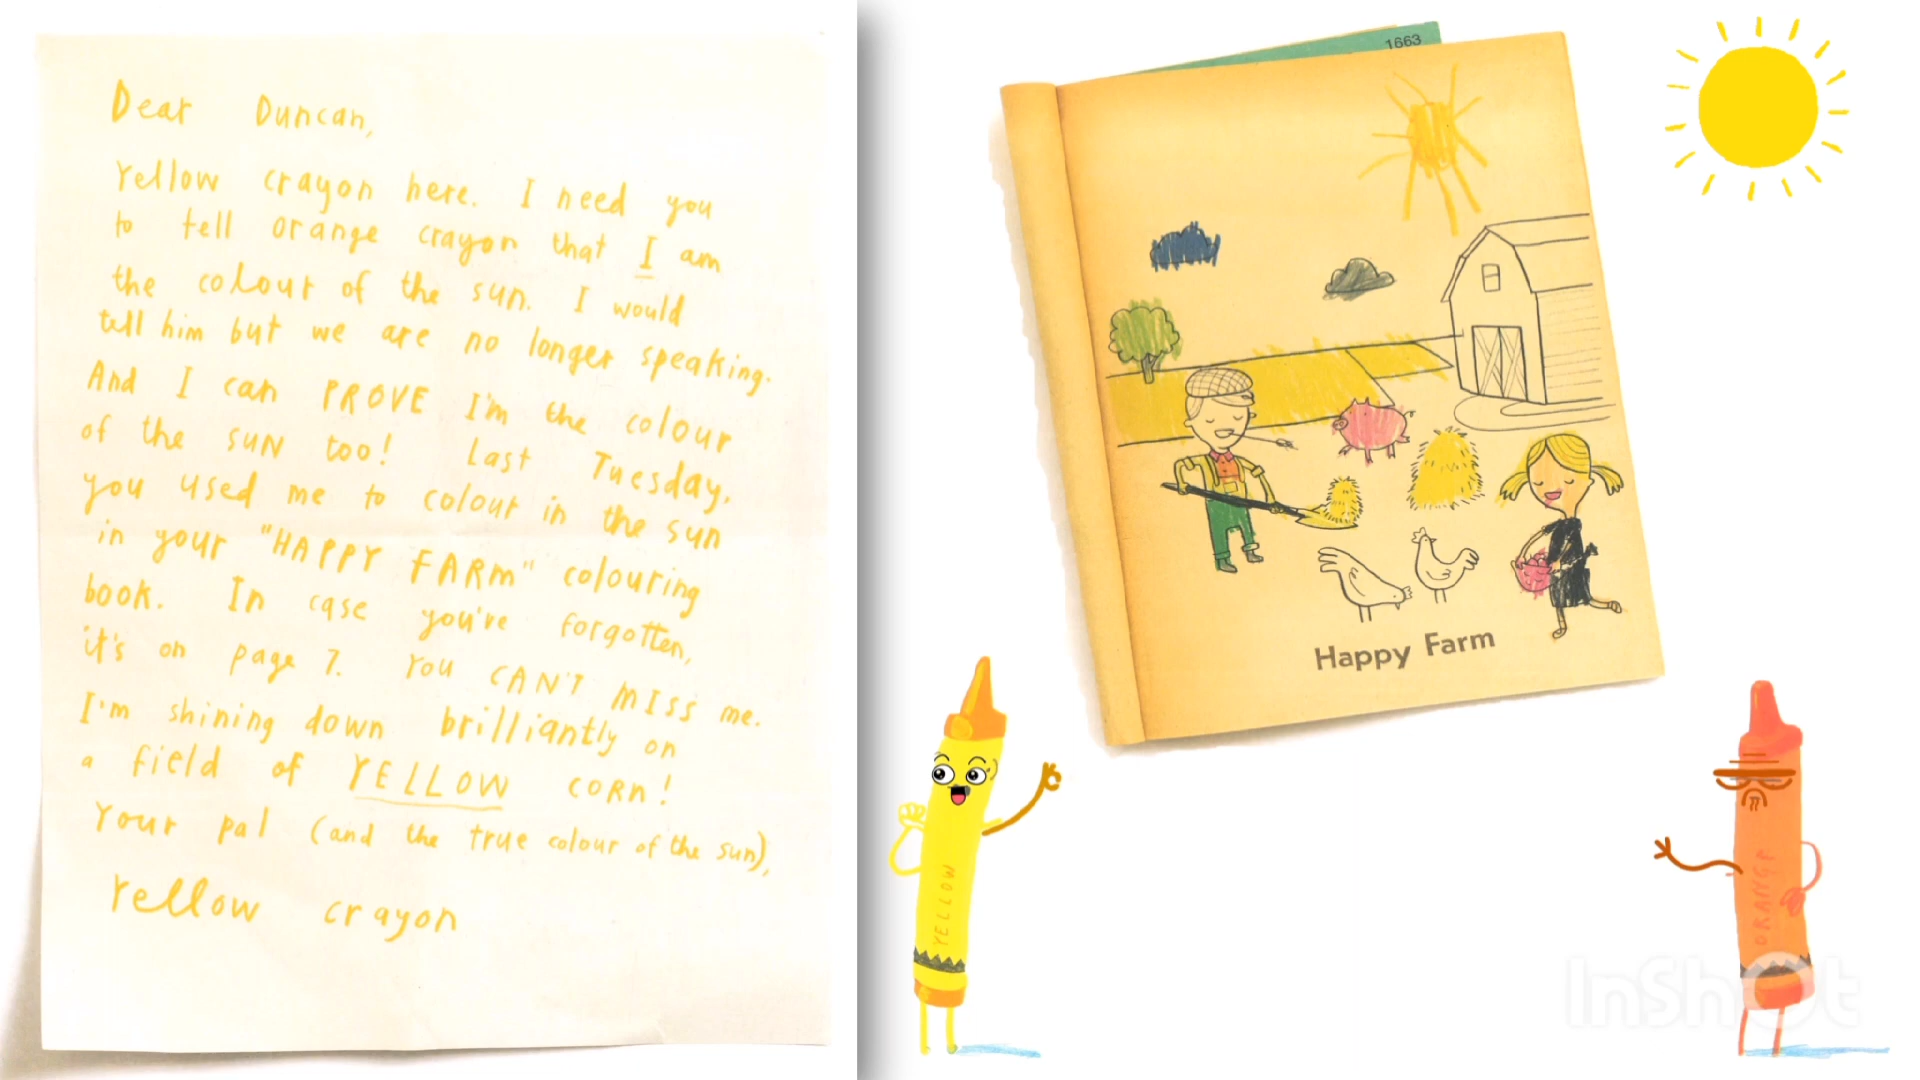 Dear Duncan,
Yellow crayon here. I need you
to tell orange crayon that I am
the colour of the sun. I would
tell him but we are no longer speaking.
And I can PROVE I'm the colour
of the sun too! Last Tuesday,
you used me to colour in the sun
in your "HAPPY FARM" colouring
book. In case you've forgotten,
it's on page 7. You CAN'T MISS me.
I'm shining down brilliantly on
a field of YELLOW CORN!
Your pal (and the true colour of the sun),
Yellow crayon
1663
Happy Farm
YELLOW
ORANGE
InShOt